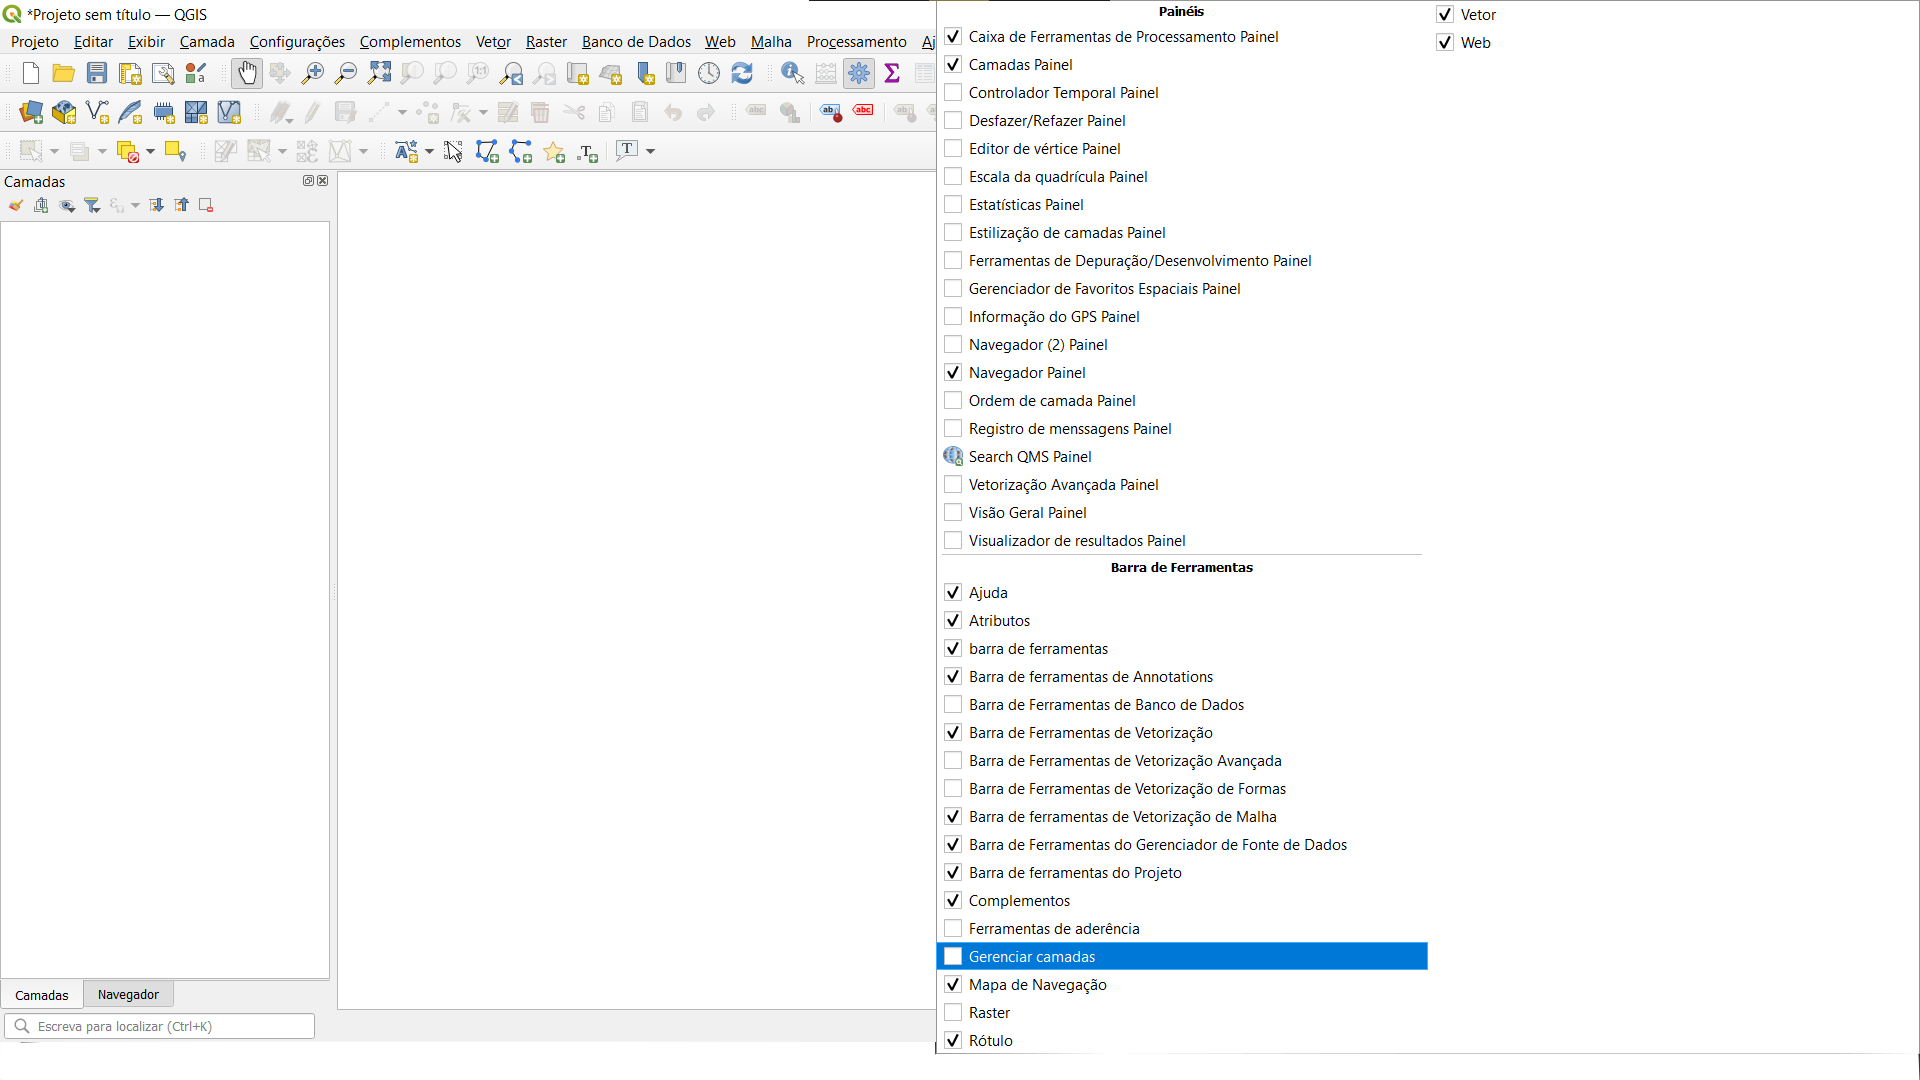 *Projeto sem título — QGIS
Projeto Editar Exibir Camada Configurações Complementos Vetor Raster Banco de Dados Web Malha Processamento Aj
Camadas
Camadas Navegador
Escreva para localizar (Ctrl+K)
Painéis
Caixa de Ferramentas de Processamento Painel
Camadas Painel
Controlador Temporal Painel
Desfazer/Refazer Painel
Editor de vértice Painel
Escala da quadrícula Painel
Estatísticas Painel
Estilização de camadas Painel
Ferramentas de Depuração/Desenvolvimento Painel
Gerenciador de Favoritos Espaciais Painel
Informação do GPS Painel
Navegador (2) Painel
Navegador Painel
Ordem de camada Painel
Registro de menssagens Painel
Search QMS Painel
Vetorização Avançada Painel
Visão Geral Painel
Visualizador de resultados Painel
Barra de Ferramentas
Ajuda
Atributos
barra de ferramentas
Barra de ferramentas de Annotations
Barra de Ferramentas de Banco de Dados
Barra de Ferramentas de Vetorização
Barra de Ferramentas de Vetorização Avançada
Barra de Ferramentas de Vetorização de Formas
Barra de ferramentas de Vetorização de Malha
Barra de Ferramentas do Gerenciador de Fonte de Dados
Barra de ferramentas do Projeto
Complementos
Ferramentas de aderência
Gerenciar camadas
Mapa de Navegação
Raster
Rótulo
Vetor
Web